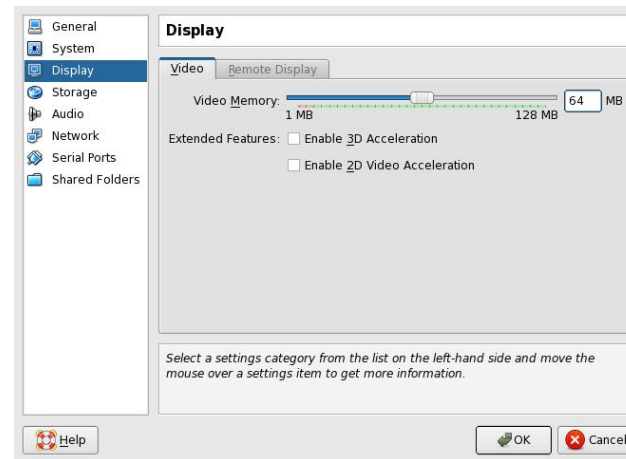 General
System
Display
Storage
Audio
Network
Serial Ports
Shared Folders
Display
Video
Remote Display
Video Memory:
64 MB
1 MB
128 MB
Extended Features:
Enable 3D Acceleration
Enable 2D Video Acceleration
Select a settings category from the list on the left-hand side and move the
mouse over a settings item to get more information.
Help
OK
Cancel